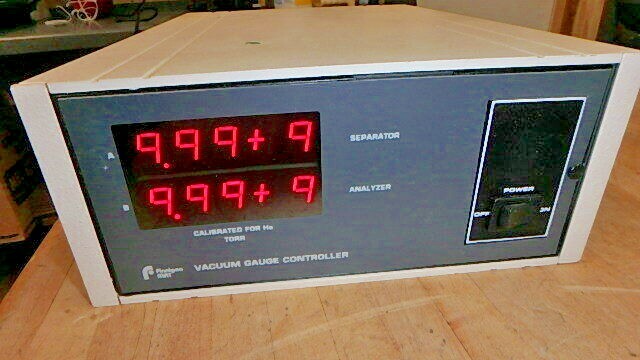 A 9.99+ 9 SEPARATOR
B 9.99+ 9 ANALYZER
CALIBRATED FOR He
TORR
Finnigan
MAT
VACUUM GAUGE CONTROLLER
POWER
OFF ON